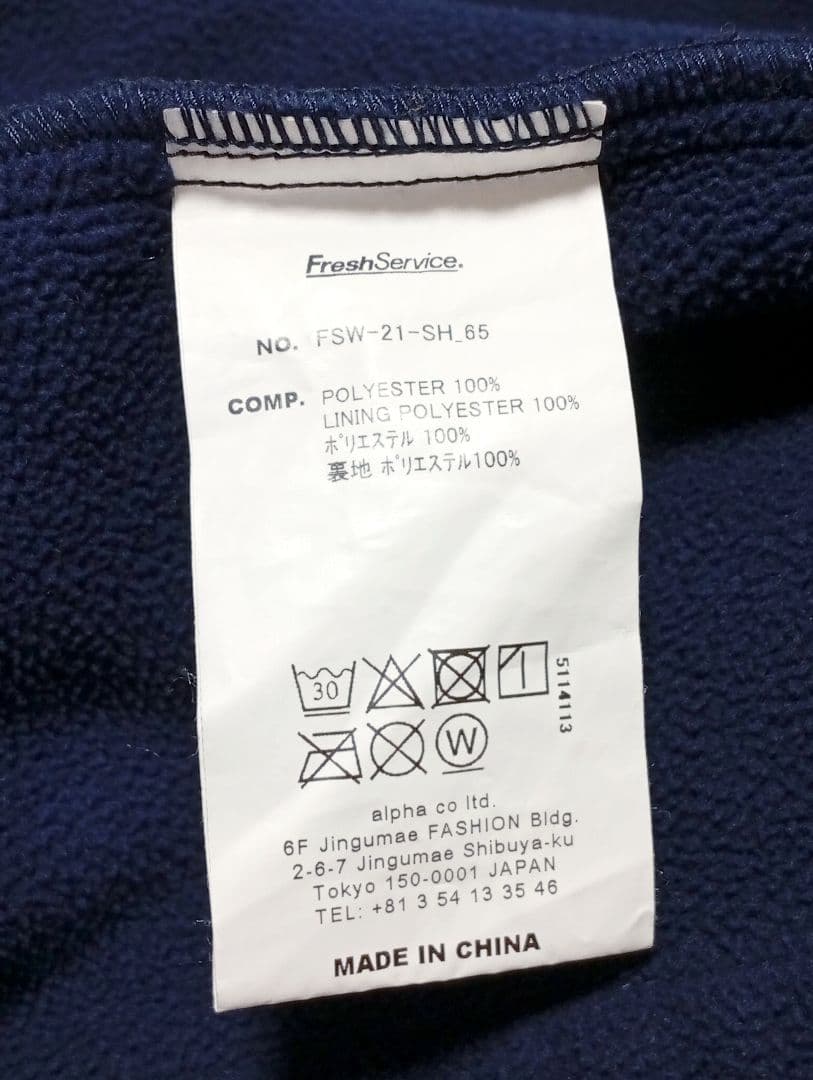 FreshService.
NO. FSW-21-SH_65
COMP. POLYESTER 100%
LINING POLYESTER 100%
ポリエステル 100%
裏地 ポリエステル100%
30
5114113
W
alpha co ltd.
6F Jingumae FASHION Bldg.
2-6-7 Jingumae Shibuya-ku
Tokyo 150-0001 JAPAN
TEL: +81 3 54 13 35 46
MADE IN CHINA